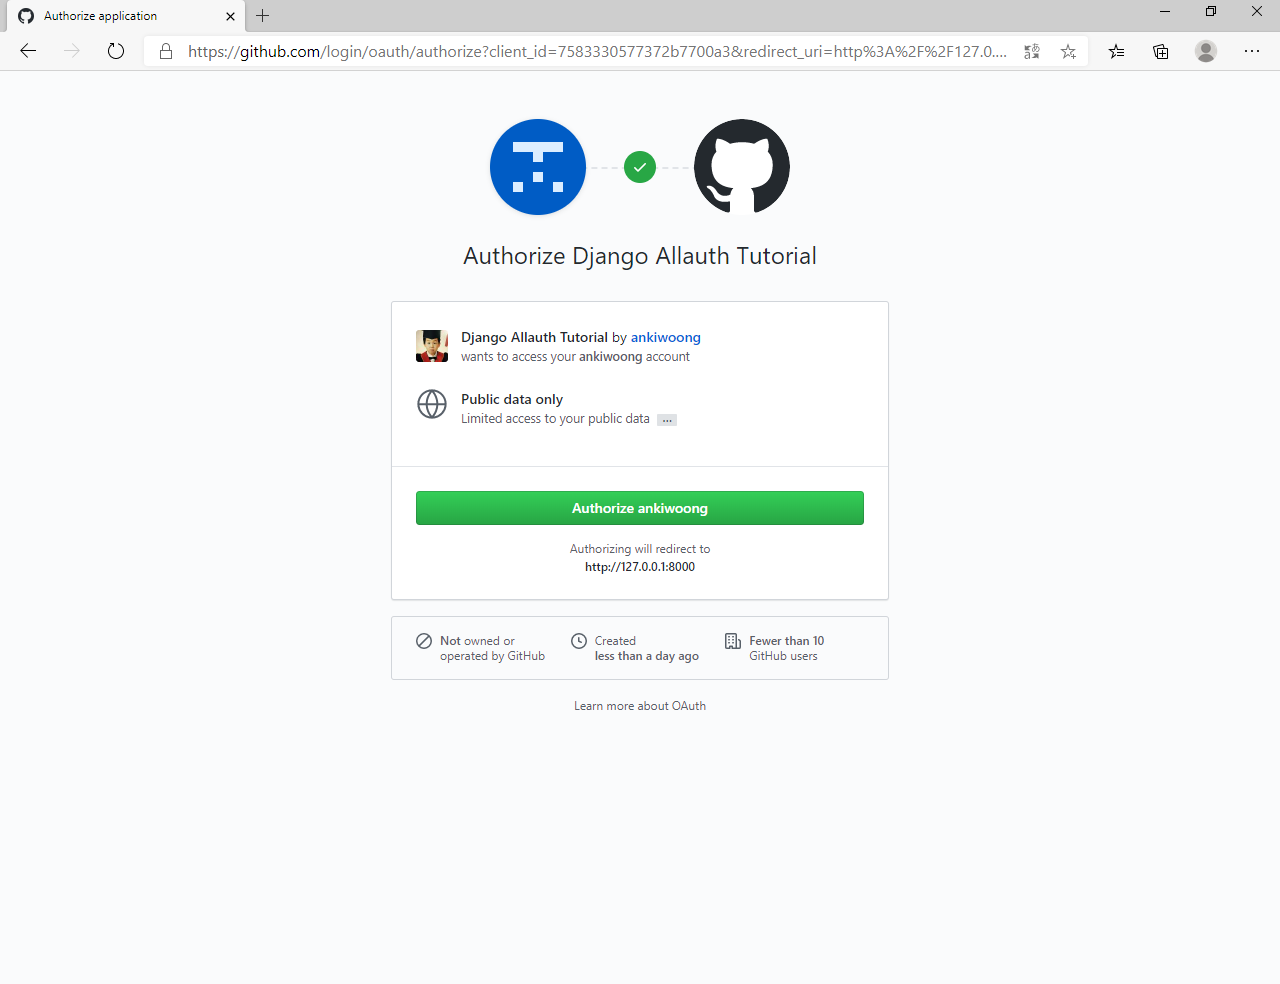 Authorize application
https://github.com/login/oauth/authorize?client_id=7583330577372b7700a3&redirect_uri=http%3A%2F%2F127.0....
Authorize Django Allauth Tutorial
Django Allauth Tutorial by ankiwoong
wants to access your ankiwoong account
Public data only
Limited access to your public data ...
Authorize ankiwoong
Authorizing will redirect to
http://127.0.0.1:8000
Not owned or
operated by GitHub
Created
less than a day ago
Fewer than 10
GitHub users
Learn more about OAuth